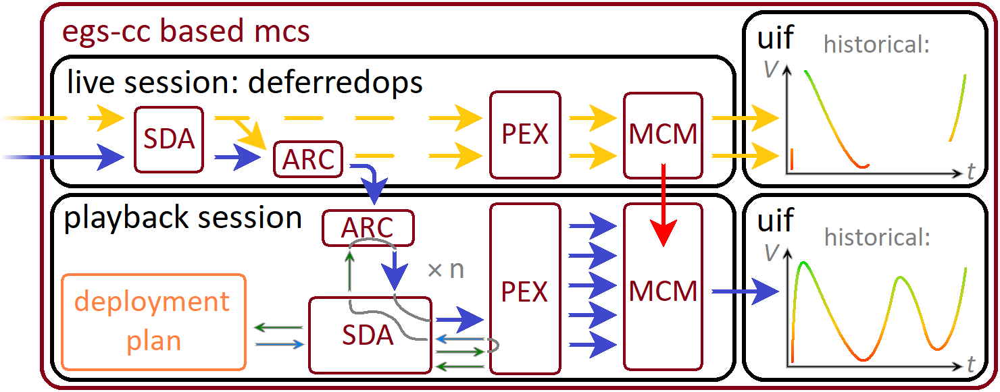 egs-cc based mcs
live session: deferredops
SDA
ARC
PEX
MCM
uif
historical:
V
t
playback session
ARC
× n
deployment
plan
SDA
PEX
MCM
uif
historical:
V
t